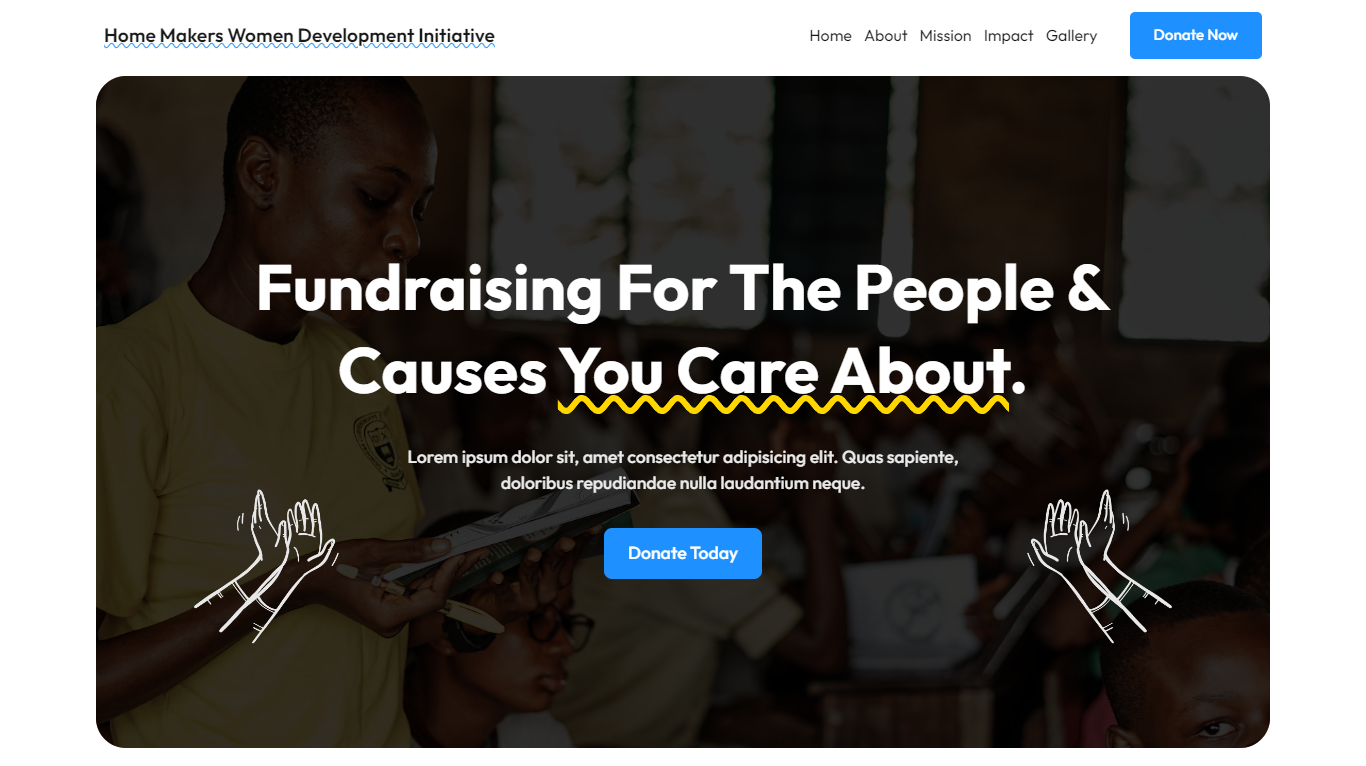 Home Makers Women Development Initiative
Home About Mission Impact Gallery Donate Now
Fundraising For The People &
Causes You Care About.
Lorem ipsum dolor sit, amet consectetur adipisicing elit. Quas sapiente,
doloribus repudiandae nulla laudantium neque.
Donate Today